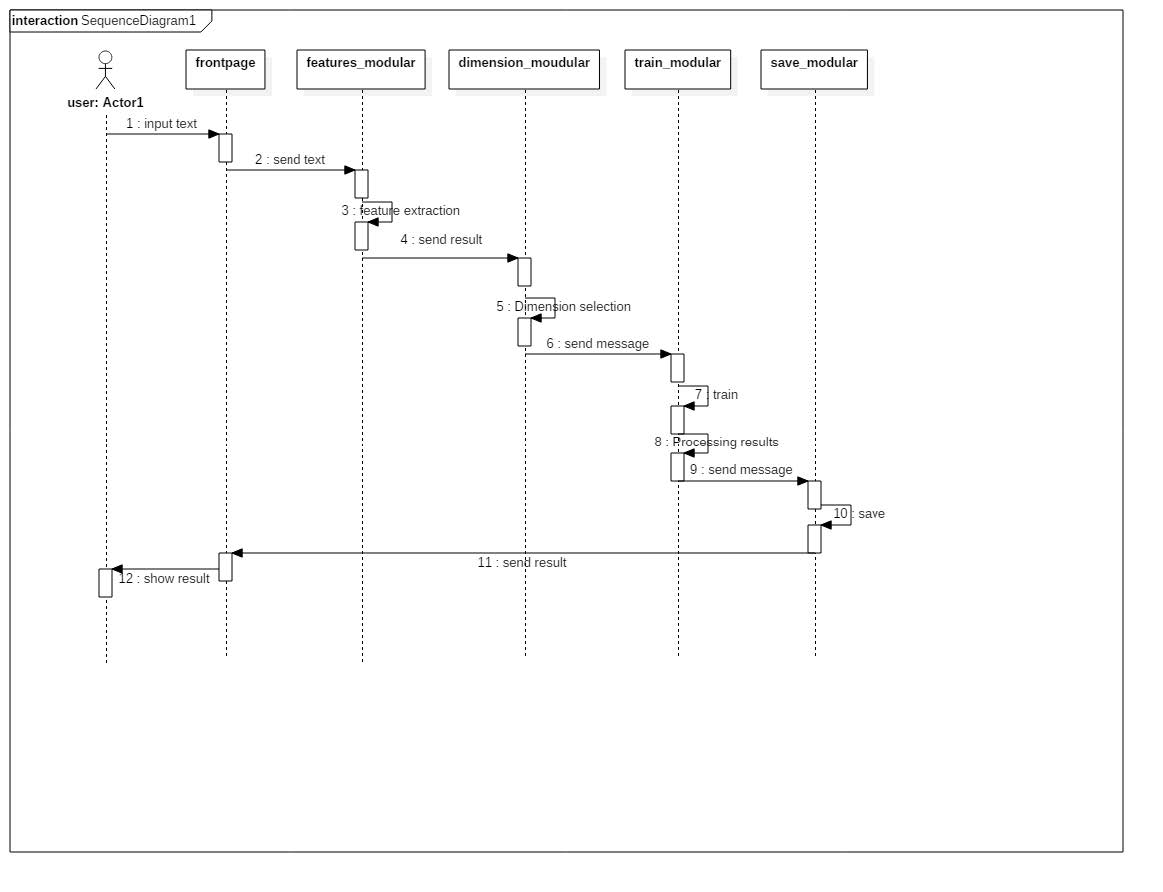 interaction SequenceDiagram1
frontpage
features_modular
dimension_moudular
train_modular
save_modular
user: Actor1
1 : input text
2 : send text
3 : feature extraction
4 : send result
5 : Dimension selection
6 : send message
7 : train
8 : Processing results
9 : send message
10 : save
11 : send result
12 : show result